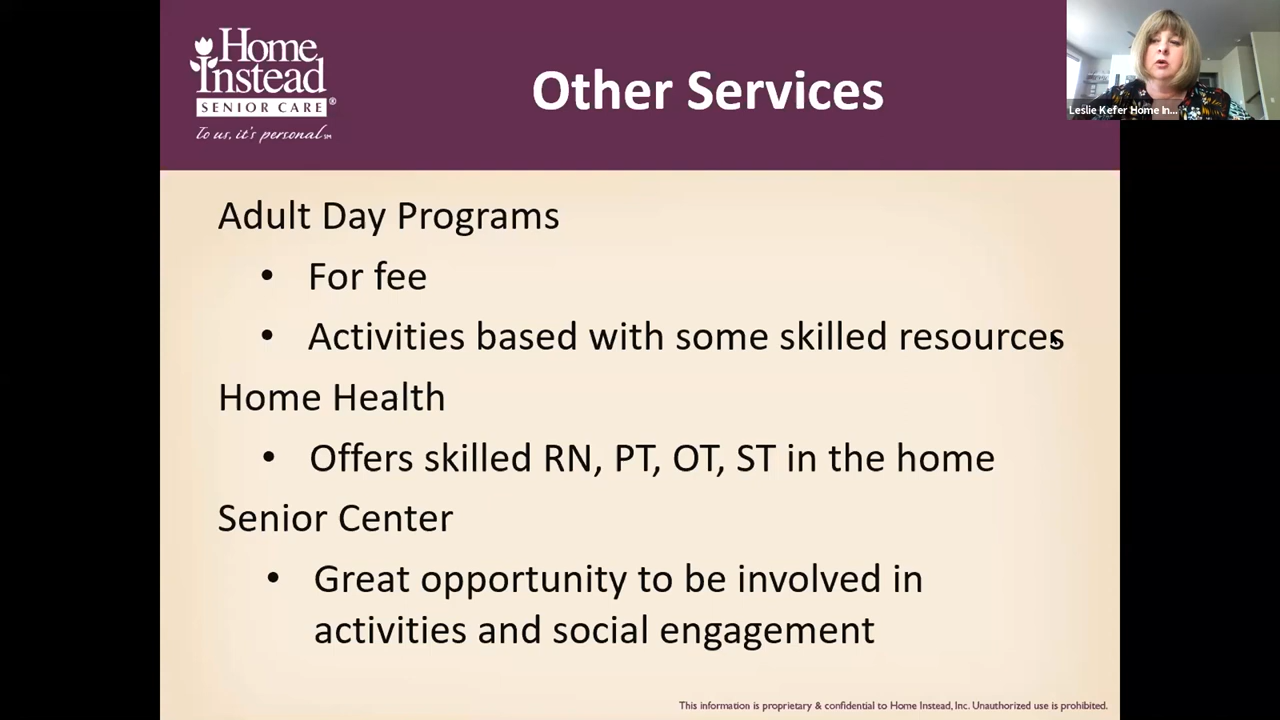 Home
Instead
SENIOR CARE®
To us, it's personal.SM
Other Services
Leslie Kefer Home In...
Adult Day Programs
• For fee
• Activities based with some skilled resources
Home Health
• Offers skilled RN, PT, OT, ST in the home
Senior Center
• Great opportunity to be involved in
activities and social engagement
This information is proprietary & confidential to Home Instead, Inc. Unauthorized use is prohibited.